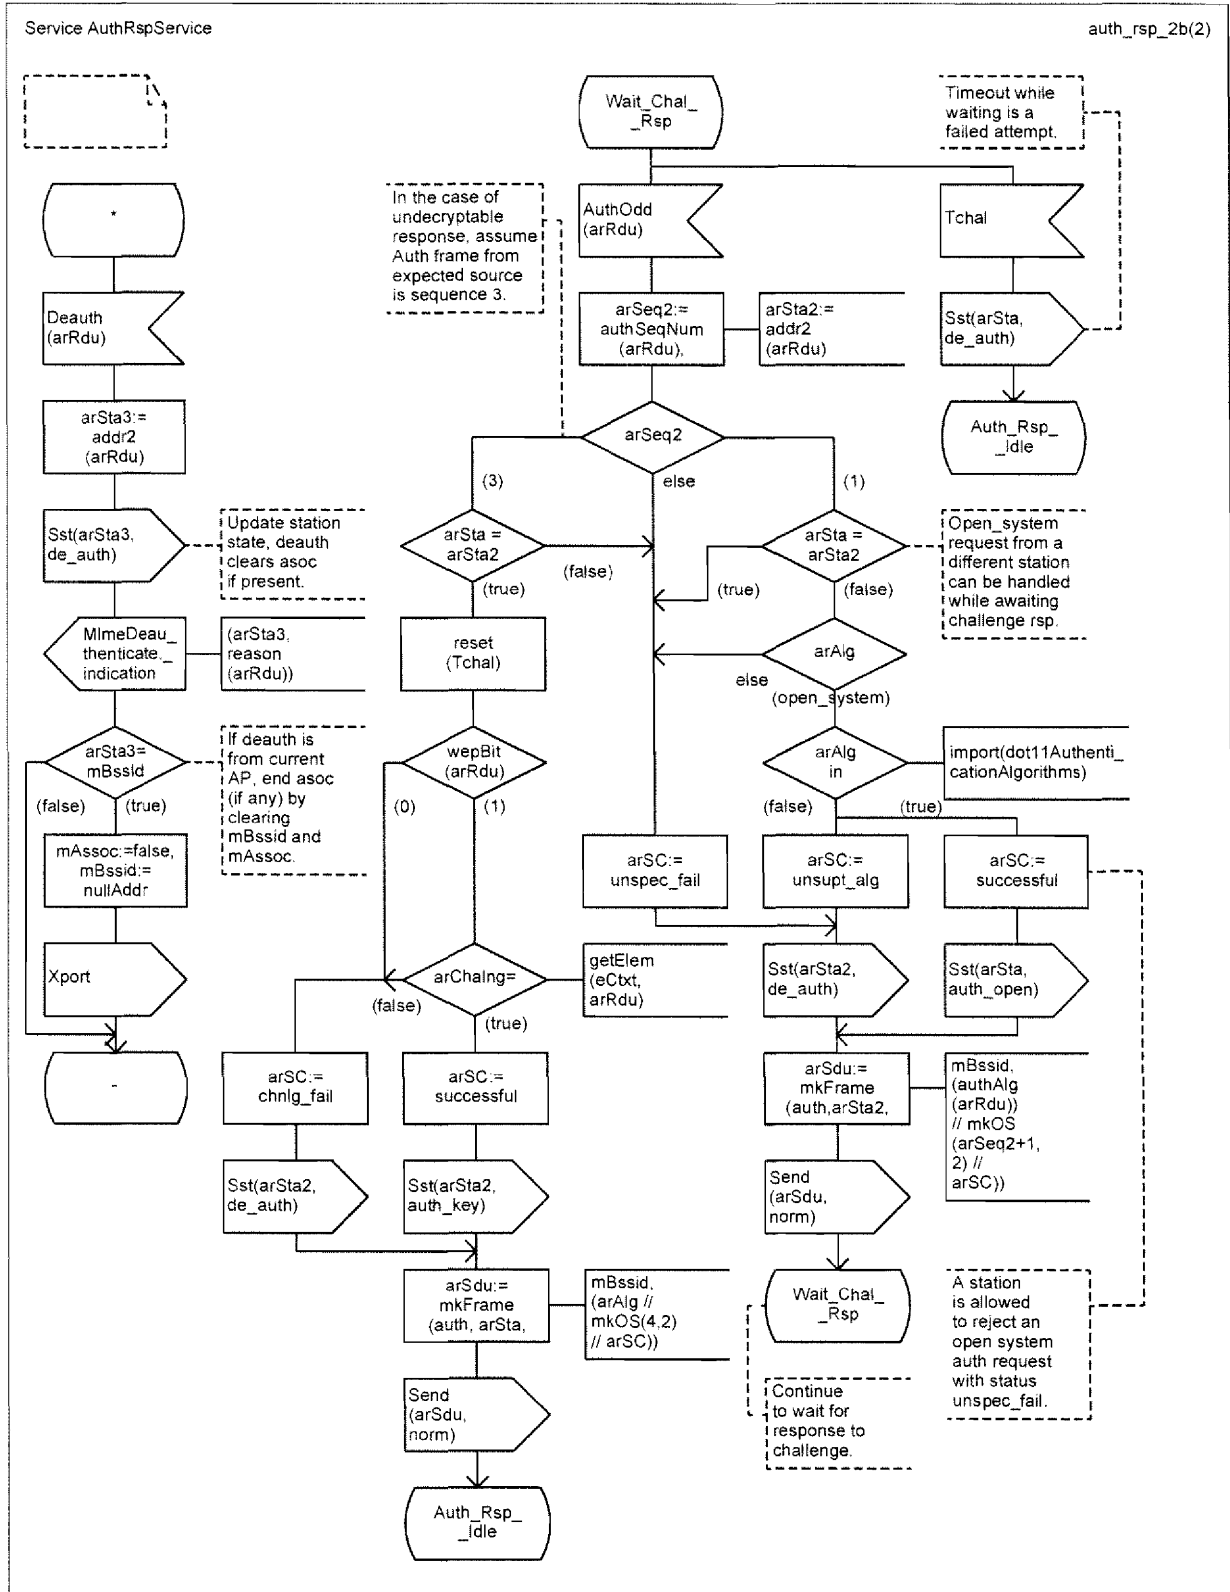 Service AuthRspService
auth_rsp_2b(2)
*
Deauth
(arRdu)
arSta3:=
addr2
(arRdu)
Sst(arSta3,
de_auth)
Update station
state, deauth
clears asoc
if present.
MlmeDeau_
thenticate._
indication
(arSta3,
reason
(arRdu))
arSta3=
mBssid
If deauth is
from current
AP, end asoc
(if any) by
clearing
mBssid and
mAssoc.
(false)
(true)
mAssoc:=false,
mBssid:=
nullAddr
Xport
-
Wait_Chal_
_Rsp
Timeout while
waiting is a
failed attempt.
In the case of
undecryptable
response, assume
Auth frame from
expected source
is sequence 3.
AuthOdd
(arRdu)
Tchal
arSeq2:=
authSeqNum
(arRdu),
arSta2:=
addr2
(arRdu)
Sst(arSta,
de_auth)
Auth_Rsp_
_Idle
arSeq2
(3)
else
(1)
arSta =
arSta2
(false)
(true)
arSta =
arSta2
(true)
(false)
Open_system
request from a
different station
can be handled
while awaiting
challenge rsp.
reset
(Tchal)
arAlg
else
(open_system)
wepBit
(arRdu)
(0)
(1)
arAlg
in
import(dot11Authenti_
cationAlgorithms)
(false)
(true)
arSC:=
unspec_fail
arSC:=
unsupt_alg
arSC:=
successful
arChalng=
getElem
(eCtxt,
arRdu)
(false)
(true)
Sst(arSta2,
de_auth)
Sst(arSta,
auth_open)
arSC:=
chnlg_fail
arSC:=
successful
arSdu:=
mkFrame
(auth,arSta2,
mBssid,
(authAlg
(arRdu))
// mkOS
(arSeq2+1,
2) //
arSC))
Sst(arSta2,
de_auth)
Sst(arSta2,
auth_key)
Send
(arSdu,
norm)
arSdu:=
mkFrame
(auth, arSta,
mBssid,
(arAlg //
mkOS(4,2)
// arSC))
Wait_Chal_
_Rsp
A station
is allowed
to reject an
open system
auth request
with status
unspec_fail.
Send
(arSdu,
norm)
Continue
to wait for
response to
challenge.
Auth_Rsp_
_Idle